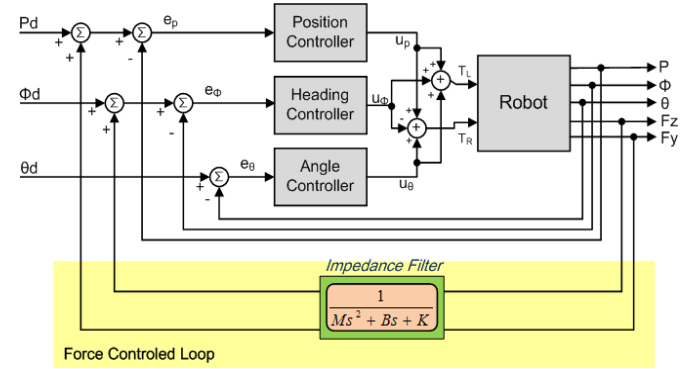 Pd
+
Σ
+
+
Σ
-
e_p
Position
Controller
u_p
Φd
+
Σ
+
+
Σ
-
e_Φ
Heading
Controller
u_Φ
θd
+
Σ
-
e_θ
Angle
Controller
u_θ
+
+
+
+
T_L
-
+
+
+
T_R
Robot
P
Φ
θ
Fz
Fy
Impedance Filter
1
Ms² + Bs + K
Force Controled Loop